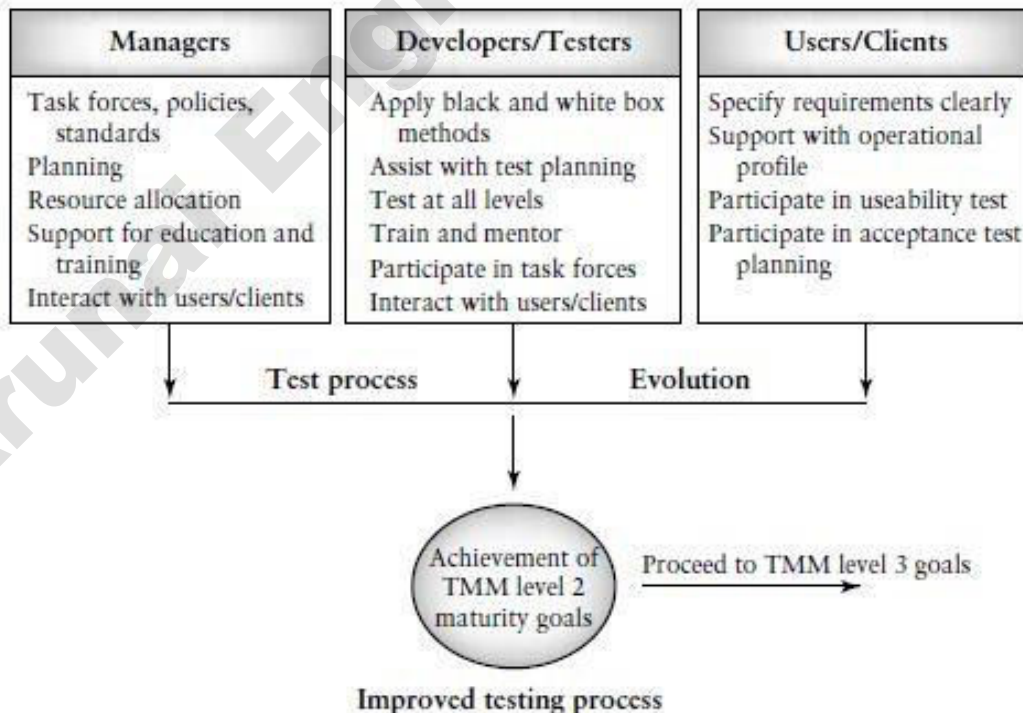 Managers
Task forces, policies,
standards
Planning
Resource allocation
Support for education and
training
Interact with users/clients
Developers/Testers
Apply black and white box
methods
Assist with test planning
Test at all levels
Train and mentor
Participate in task forces
Interact with users/clients
Users/Clients
Specify requirements clearly
Support with operational
profile
Participate in useability test
Participate in acceptance test
planning
Test process
Evolution
Achievement of
TMM level 2
maturity goals
Proceed to TMM level 3 goals
Improved testing process